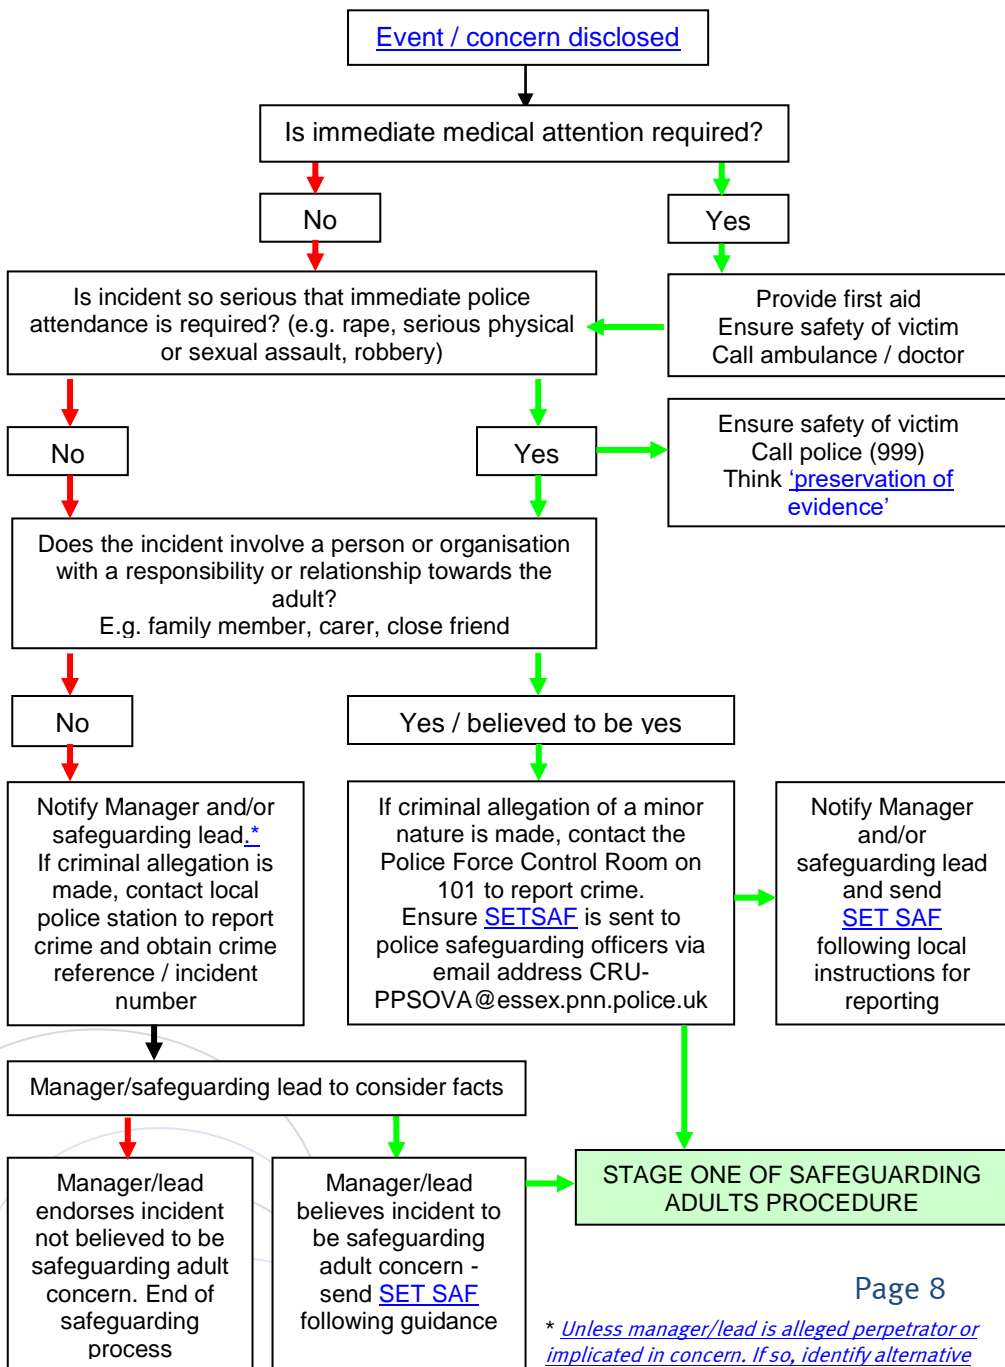 Event / concern disclosed
Is immediate medical attention required?
No
Yes
Is incident so serious that immediate police
attendance is required? (e.g. rape, serious physical
or sexual assault, robbery)
Provide first aid
Ensure safety of victim
Call ambulance / doctor
No
Yes
Ensure safety of victim
Call police (999)
Think ‘preservation of
evidence’
Does the incident involve a person or organisation
with a responsibility or relationship towards the
adult?
E.g. family member, carer, close friend
No
Yes / believed to be yes
Notify Manager and/or
safeguarding lead.*
If criminal allegation is
made, contact local
police station to report
crime and obtain crime
reference / incident
number
If criminal allegation of a minor
nature is made, contact the
Police Force Control Room on
101 to report crime.
Ensure SETSAF is sent to
police safeguarding officers via
email address CRU-
PPSOVA@essex.pnn.police.uk
Notify Manager
and/or
safeguarding lead
and send
SET SAF
following local
instructions for
reporting
Manager/safeguarding lead to consider facts
Manager/lead
endorses incident
not believed to be
safeguarding adult
concern. End of
safeguarding
process
Manager/lead
believes incident to
be safeguarding
adult concern -
send SET SAF
following guidance
STAGE ONE OF SAFEGUARDING
ADULTS PROCEDURE
Page 8
* Unless manager/lead is alleged perpetrator or
implicated in concern. If so, identify alternative